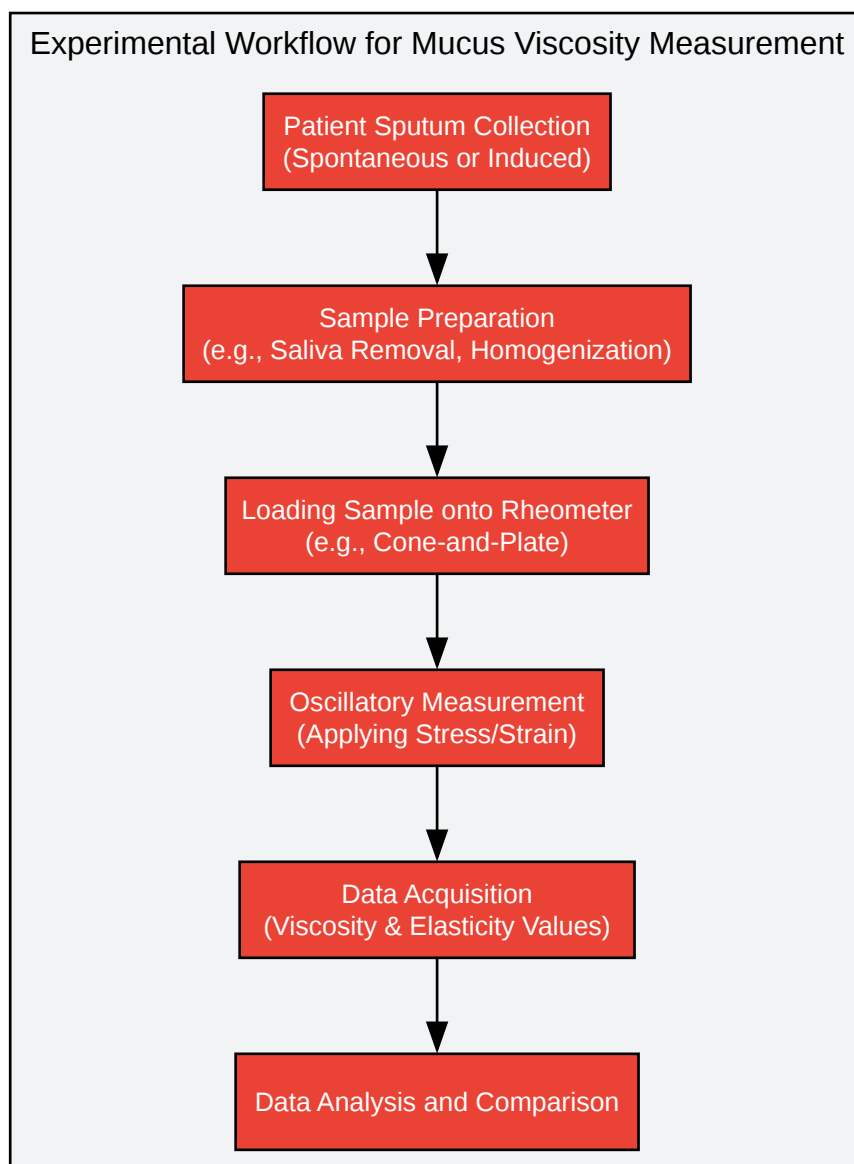 Experimental Workflow for Mucus Viscosity Measurement
Patient Sputum Collection
(Spontaneous or Induced)
Sample Preparation
(e.g., Saliva Removal, Homogenization)
Loading Sample onto Rheometer
(e.g., Cone-and-Plate)
Oscillatory Measurement
(Applying Stress/Strain)
Data Acquisition
(Viscosity & Elasticity Values)
Data Analysis and Comparison